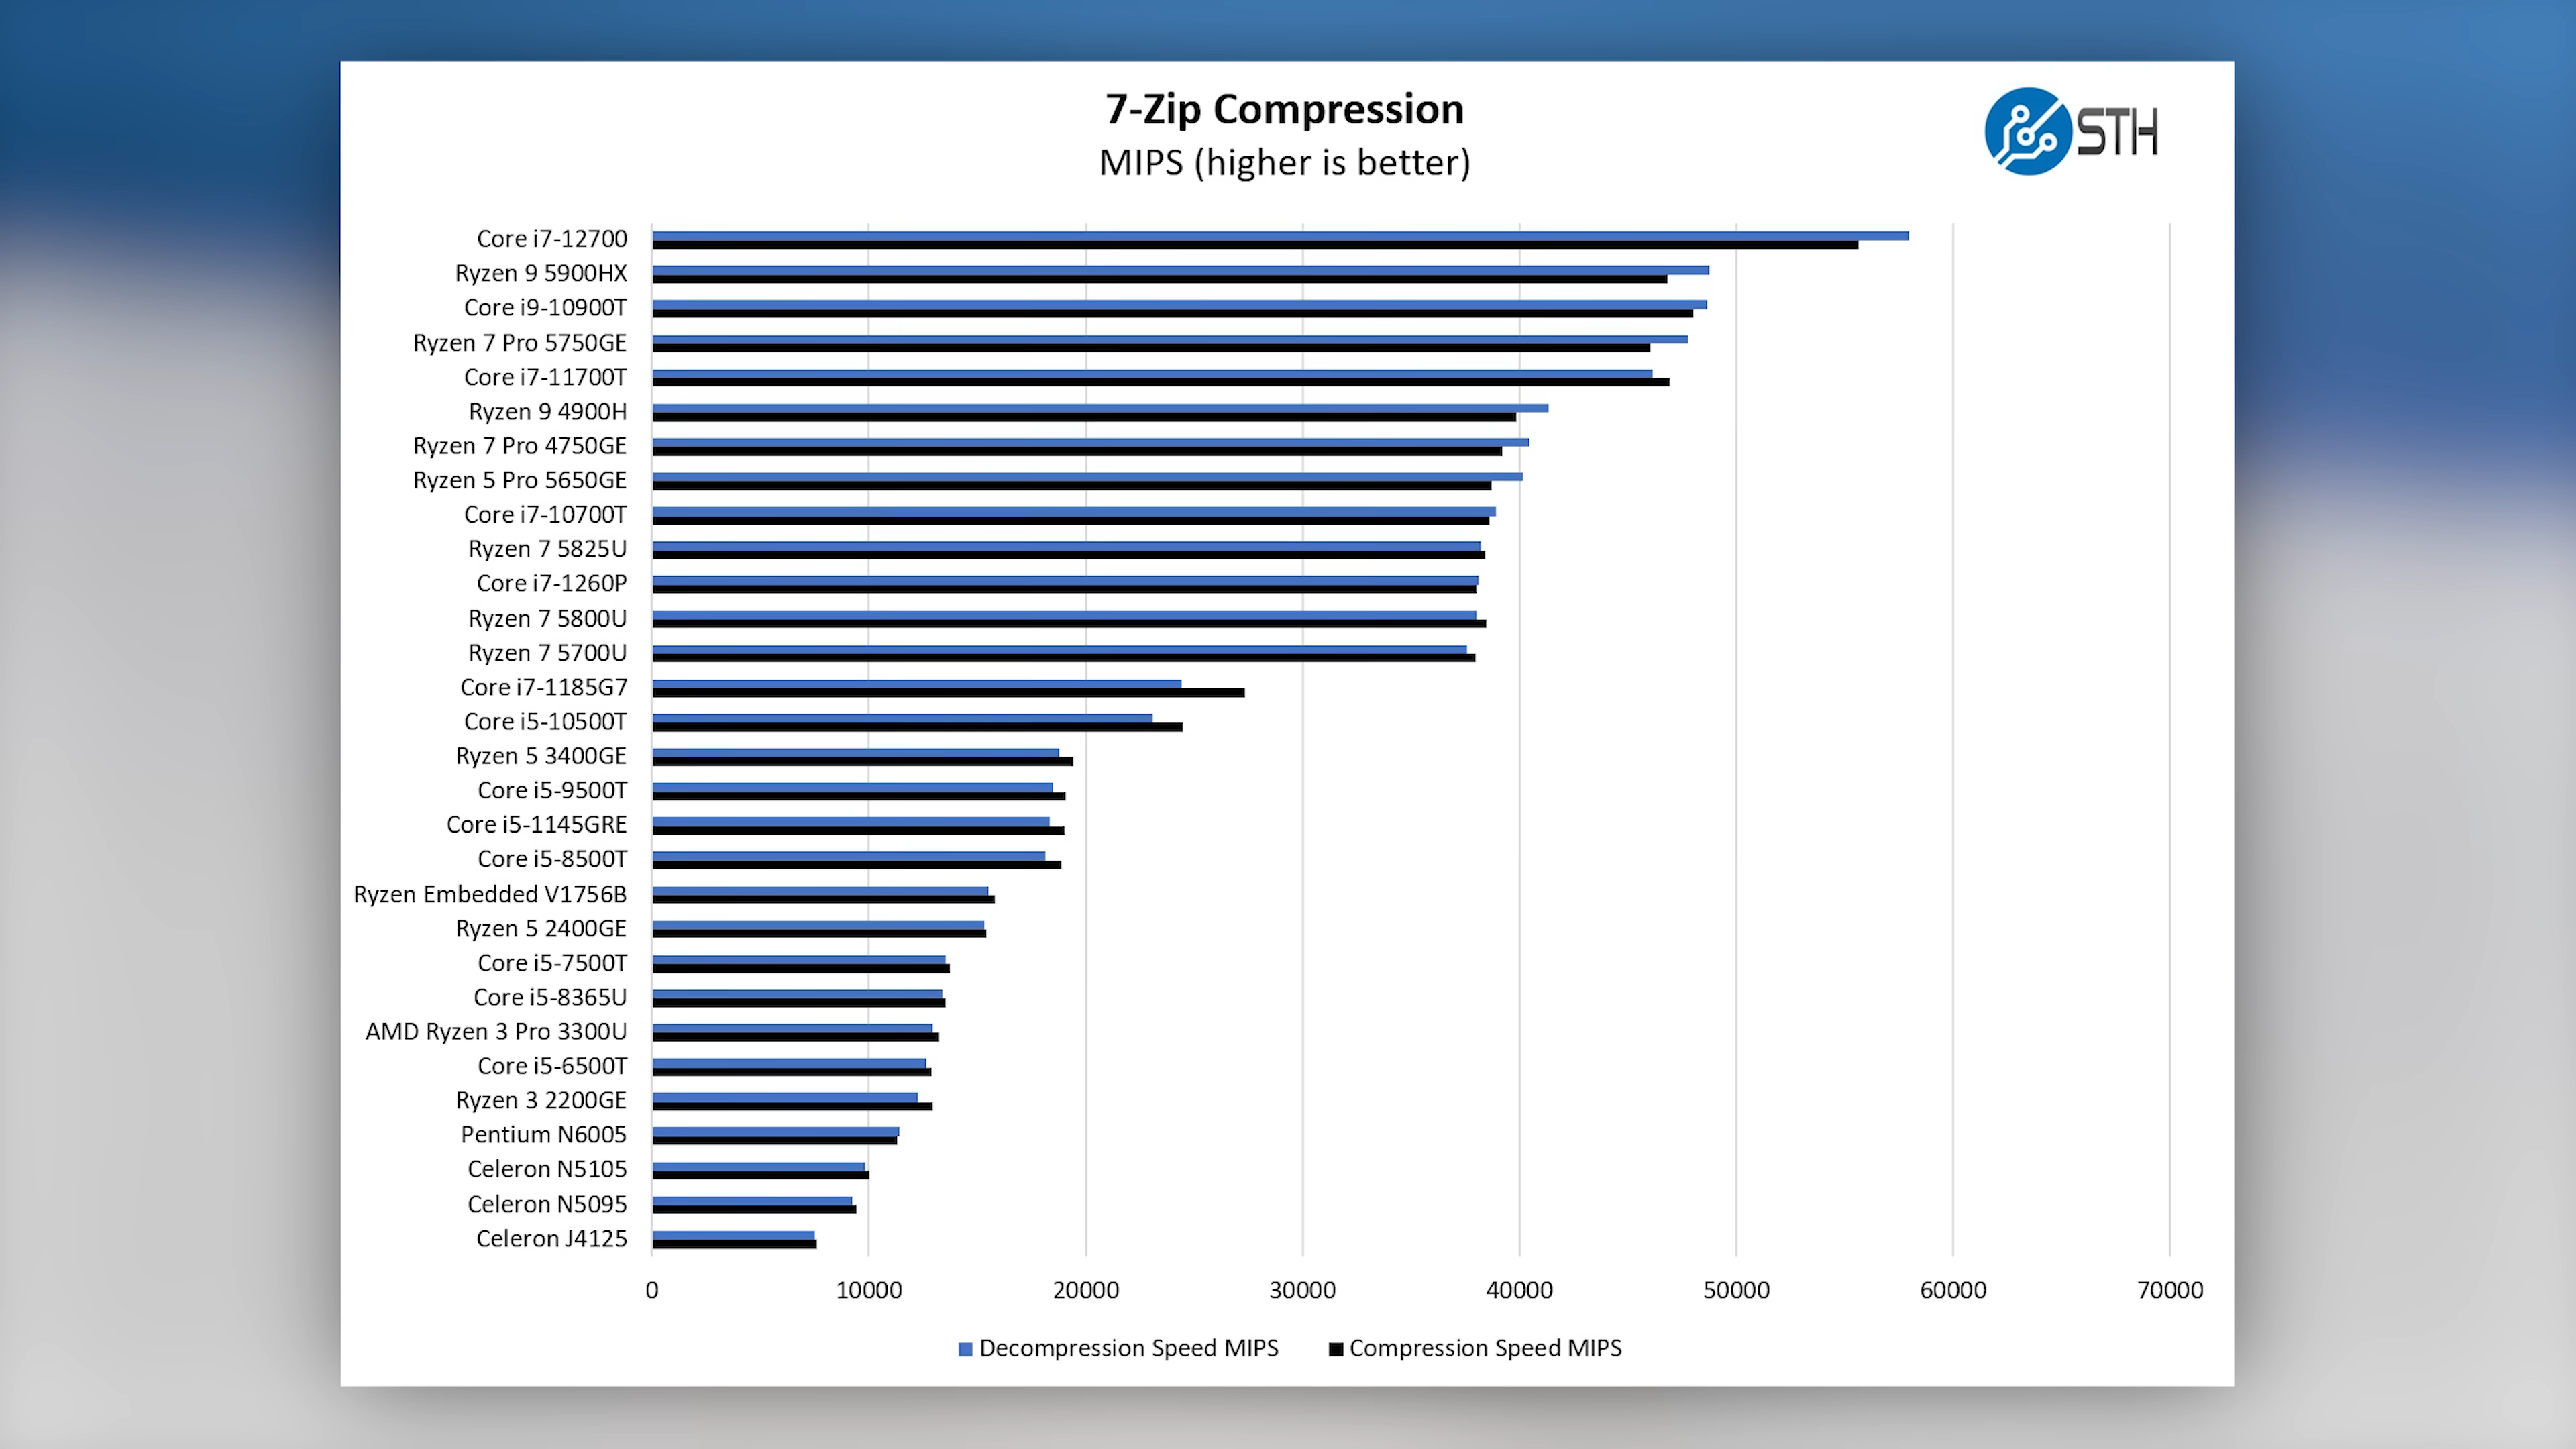 7-Zip Compression
MIPS (higher is better)
STH
Core i7-12700
Ryzen 9 5900HX
Core i9-10900T
Ryzen 7 Pro 5750GE
Core i7-11700T
Ryzen 9 4900H
Ryzen 7 Pro 4750GE
Ryzen 5 Pro 5650GE
Core i7-10700T
Ryzen 7 5825U
Core i7-1260P
Ryzen 7 5800U
Ryzen 7 5700U
Core i7-1185G7
Core i5-10500T
Ryzen 5 3400GE
Core i5-9500T
Core i5-1145GRE
Core i5-8500T
Ryzen Embedded V1756B
Ryzen 5 2400GE
Core i5-7500T
Core i5-8365U
AMD Ryzen 3 Pro 3300U
Core i5-6500T
Ryzen 3 2200GE
Pentium N6005
Celeron N5105
Celeron N5095
Celeron J4125
0 10000 20000 30000 40000 50000 60000 70000
Decompression Speed MIPS Compression Speed MIPS